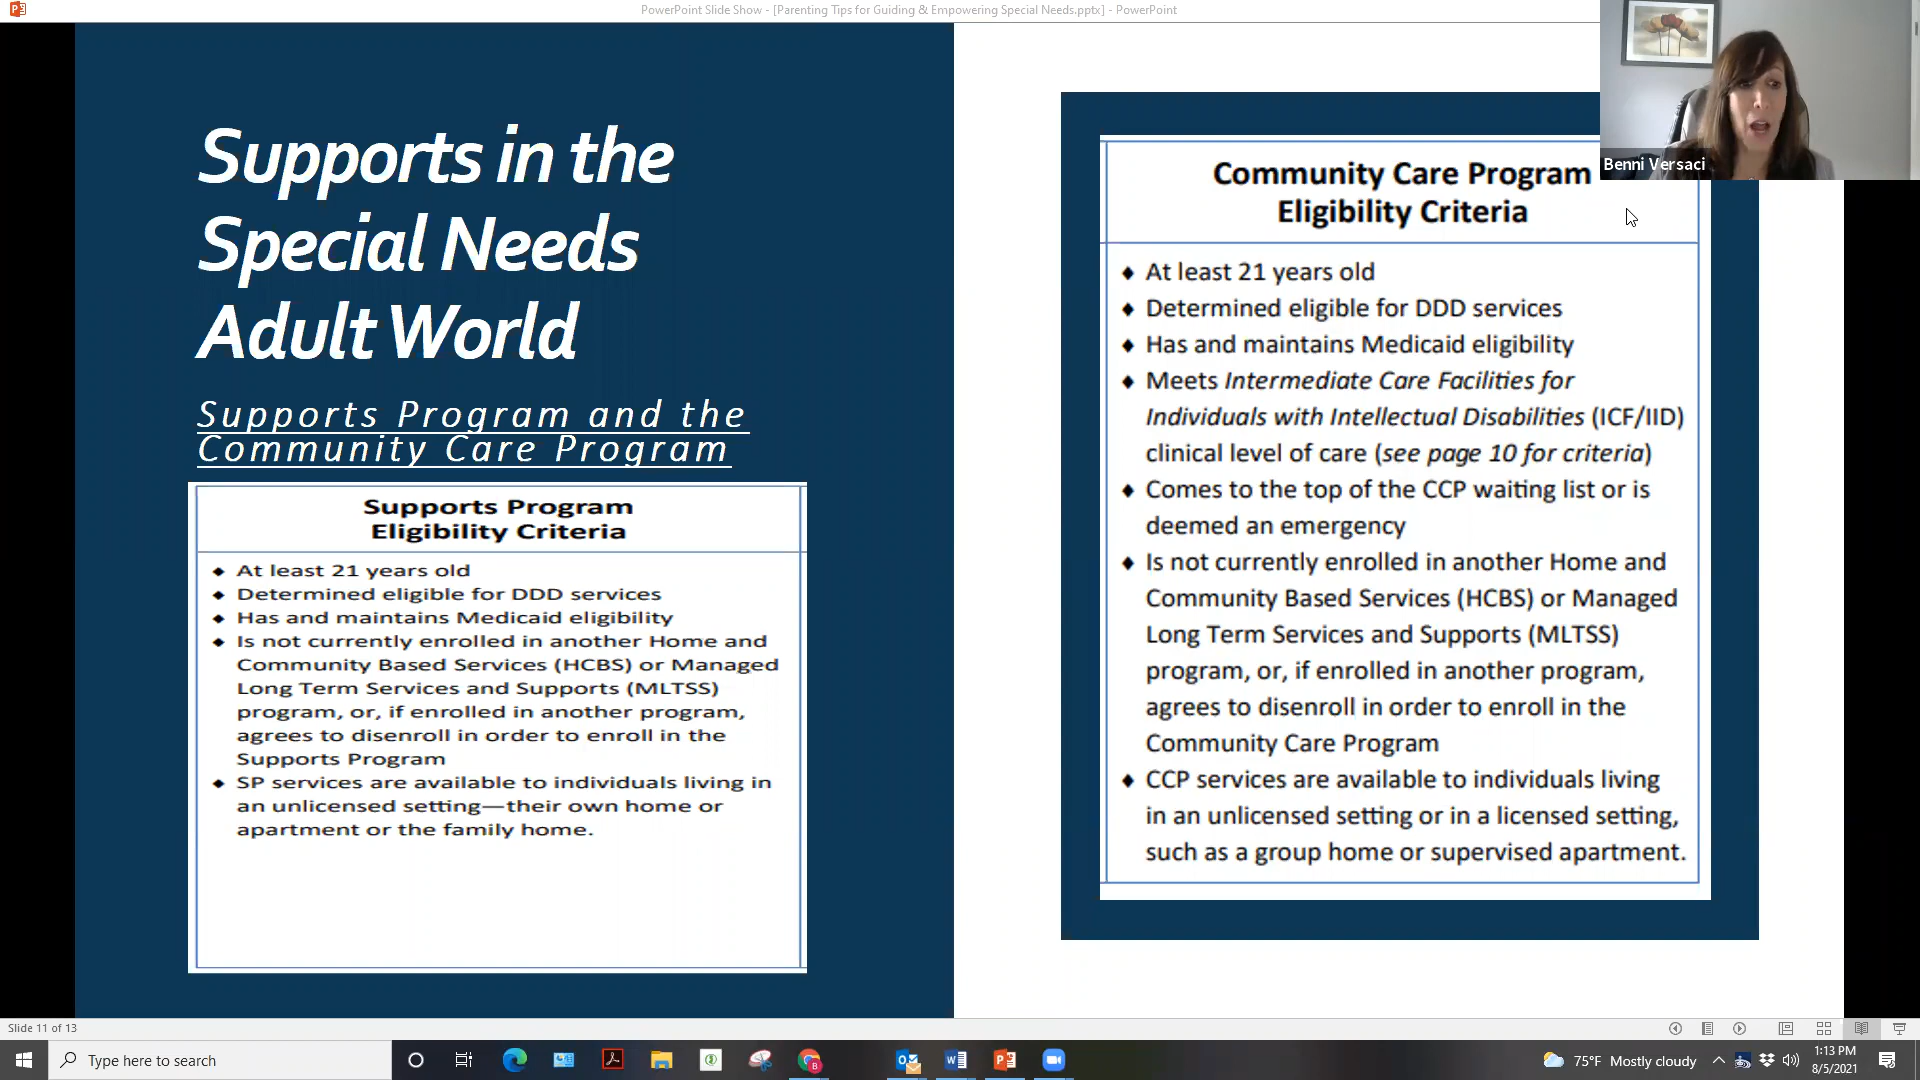 PowerPoint Slide Show - [Parenting Tips for Guiding & Empowering Special Needs.pptx] - PowerPoint
Supports in the
Special Needs
Adult World
Supports Program and the
Community Care Program
Supports Program
Eligibility Criteria
♦ At least 21 years old
♦ Determined eligible for DDD services
♦ Has and maintains Medicaid eligibility
♦ Is not currently enrolled in another Home and
Community Based Services (HCBS) or Managed
Long Term Services and Supports (MLTSS)
program, or, if enrolled in another program,
agrees to disenroll in order to enroll in the
Supports Program
♦ SP services are available to individuals living in
an unlicensed setting—their own home or
apartment or the family home.
Community Care Program
Eligibility Criteria
♦ At least 21 years old
♦ Determined eligible for DDD services
♦ Has and maintains Medicaid eligibility
♦ Meets Intermediate Care Facilities for
Individuals with Intellectual Disabilities (ICF/IID)
clinical level of care (see page 10 for criteria)
♦ Comes to the top of the CCP waiting list or is
deemed an emergency
♦ Is not currently enrolled in another Home and
Community Based Services (HCBS) or Managed
Long Term Services and Supports (MLTSS)
program, or, if enrolled in another program,
agrees to disenroll in order to enroll in the
Community Care Program
♦ CCP services are available to individuals living
in an unlicensed setting or in a licensed setting,
such as a group home or supervised apartment.
Benni Versaci
Slide 11 of 13
Type here to search
75°F Mostly cloudy
1:13 PM
8/5/2021